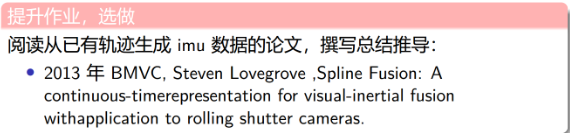 提升作业，选做
阅读从已有轨迹生成 imu 数据的论文，撰写总结推导：
• 2013 年 BMVC, Steven Lovegrove ,Spline Fusion: A
continuous-timerepresentation for visual-inertial fusion
withapplication to rolling shutter cameras.